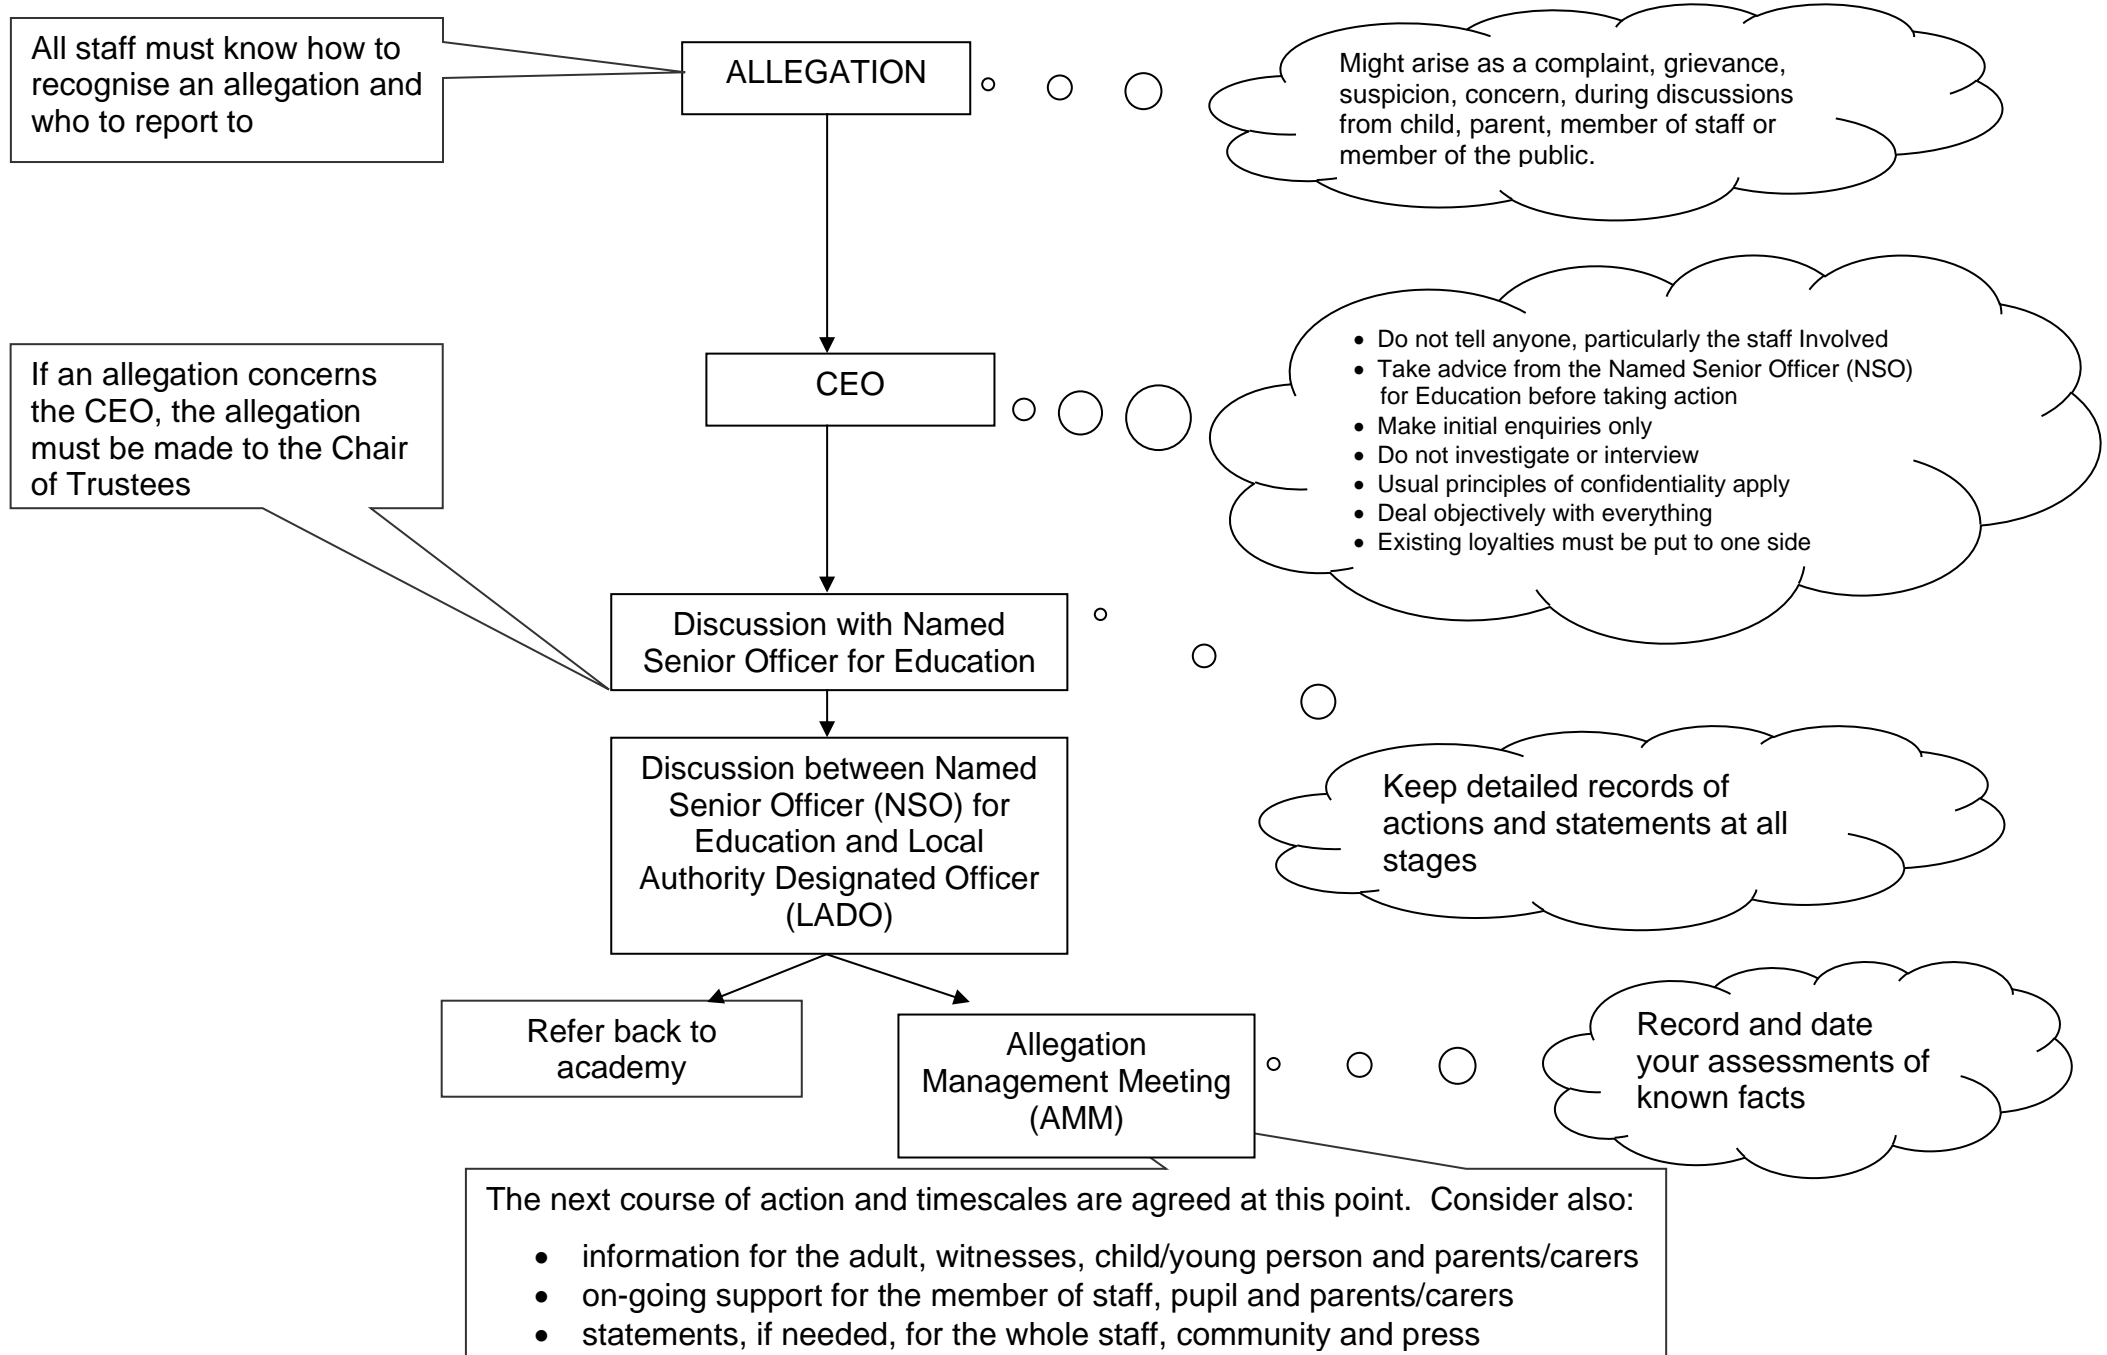 All staff must know how to
recognise an allegation and
who to report to
ALLEGATION
Might arise as a complaint, grievance,
suspicion, concern, during discussions
from child, parent, member of staff or
member of the public.
If an allegation concerns
the CEO, the allegation
must be made to the Chair
of Trustees
CEO
• Do not tell anyone, particularly the staff Involved
• Take advice from the Named Senior Officer (NSO)
for Education before taking action
• Make initial enquiries only
• Do not investigate or interview
• Usual principles of confidentiality apply
• Deal objectively with everything
• Existing loyalties must be put to one side
Discussion with Named
Senior Officer for Education
Discussion between Named
Senior Officer (NSO) for
Education and Local
Authority Designated Officer
(LADO)
Keep detailed records of
actions and statements at all
stages
Refer back to
academy
Allegation
Management Meeting
(AMM)
Record and date
your assessments of
known facts
The next course of action and timescales are agreed at this point.  Consider also:
• information for the adult, witnesses, child/young person and parents/carers
• on-going support for the member of staff, pupil and parents/carers
• statements, if needed, for the whole staff, community and press